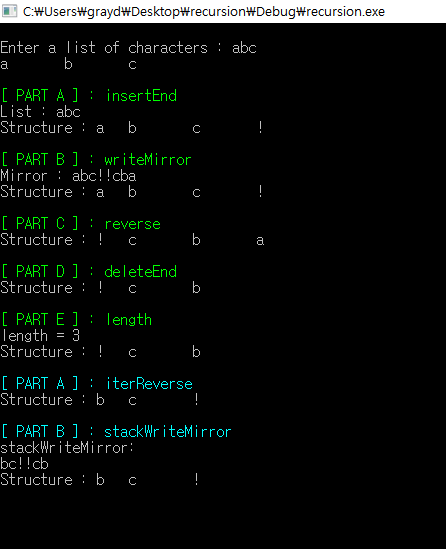 C:₩Users₩grayd₩Desktop₩recursion₩Debug₩recursion.exe
Enter a list of characters : abc
a b c
[ PART A ] : insertEnd
List : abc
Structure : a b c !
[ PART B ] : writeMirror
Mirror : abc!!cba
Structure : a b c !
[ PART C ] : reverse
Structure : ! c b a
[ PART D ] : deleteEnd
Structure : ! c b
[ PART E ] : length
length = 3
Structure : ! c b
[ PART A ] : iterReverse
Structure : b c !
[ PART B ] : stackWriteMirror
stackWriteMirror:
bc!!cb
Structure : b c !